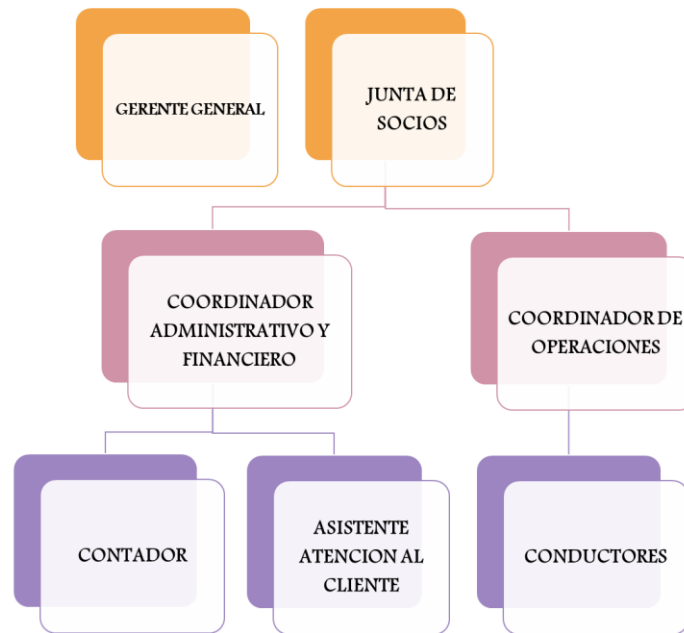 GERENTE GENERAL
JUNTA DE
SOCIOS
COORDINADOR
ADMINISTRATIVO Y
FINANCIERO
COORDINADOR DE
OPERACIONES
CONTADOR
ASISTENTE
ATENCION AL
CLIENTE
CONDUCTORES